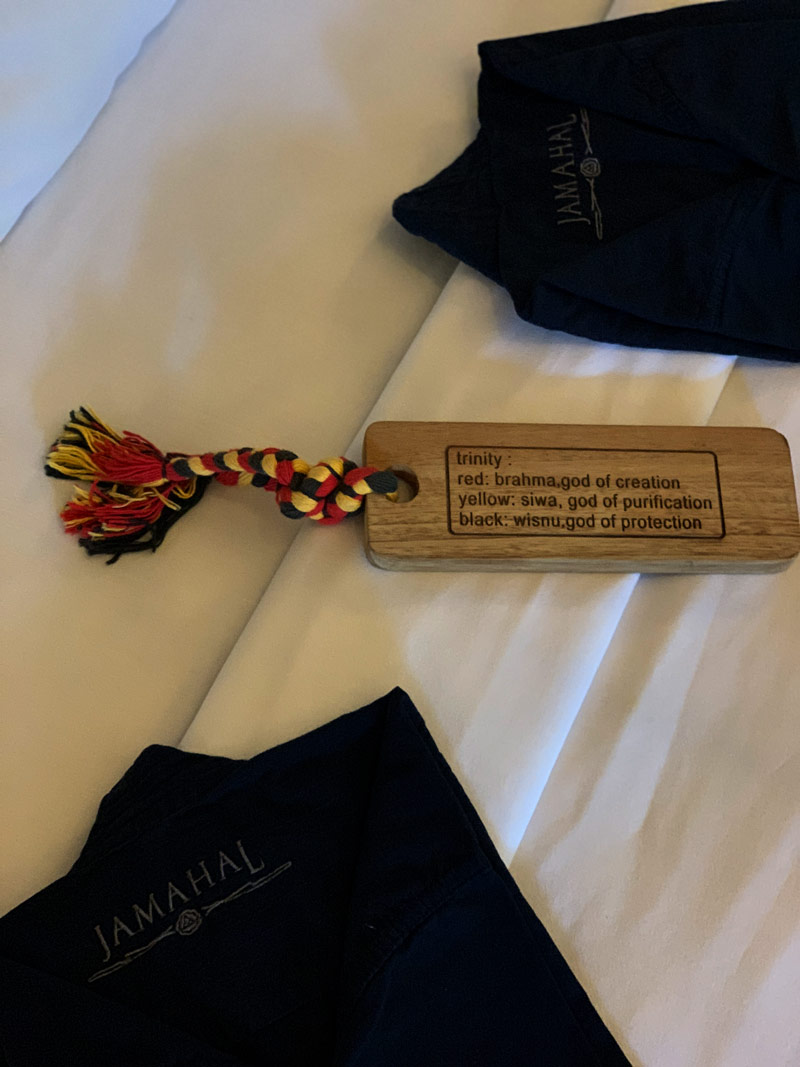 JAMAHAL
trinity :
red: brahma,god of creation
yellow: siwa, god of purification
black: wisnu,god of protection
JAMAHAL